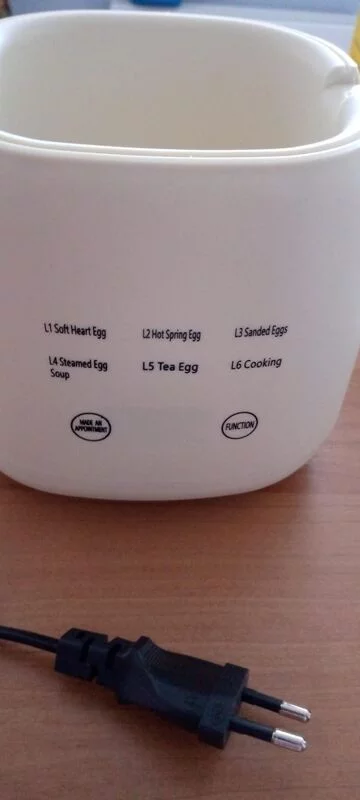 L1 Soft Heart Egg
L2 Hot Spring Egg
L3 Sanded Eggs
L4 Steamed Egg
Soup
L5 Tea Egg
L6 Cooking
MADE AN
APPOINTMENT
FUNCTION